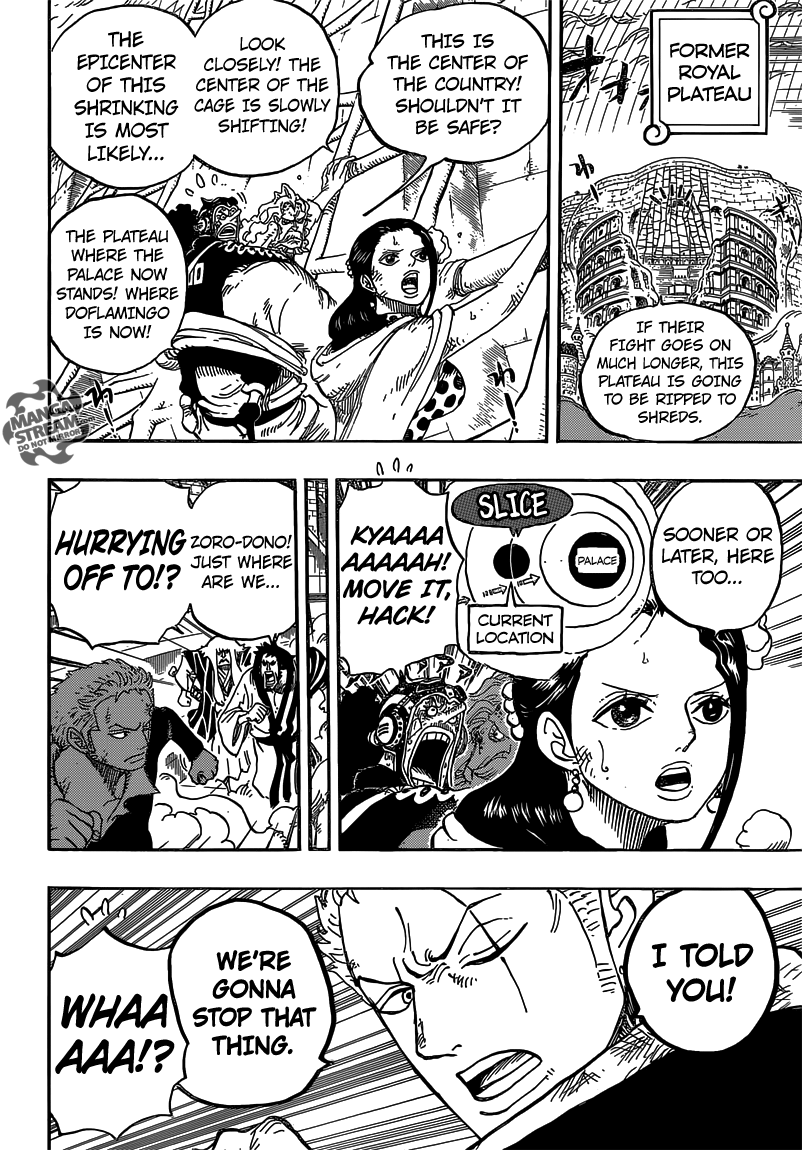 FORMER
ROYAL
PLATEAU
IF THEIR
FIGHT GOES ON
MUCH LONGER, THIS
PLATEAU IS GOING
TO BE RIPPED TO
SHREDS.
THIS IS
THE CENTER OF
THE COUNTRY!
SHOULDN'T IT
BE SAFE?
LOOK
CLOSELY! THE
CENTER OF THE
CAGE IS SLOWLY
SHIFTING!
THE
EPICENTER
OF THIS
SHRINKING
IS MOST
LIKELY...
THE PLATEAU
WHERE THE
PALACE NOW
STANDS! WHERE
DOFLAMINGO
IS NOW!
MANGA
STREAM
DO NOT MIRROR
SOONER OR
LATER, HERE
TOO...
SLICE
PALACE
CURRENT
LOCATION
KYAAAA
AAAAAH!
MOVE IT,
HACK!
ZORO-DONO!
JUST WHERE
ARE WE...
HURRYING
OFF TO!?
I TOLD
YOU!
WE'RE
GONNA
STOP THAT
THING.
WHAA
AAA!?